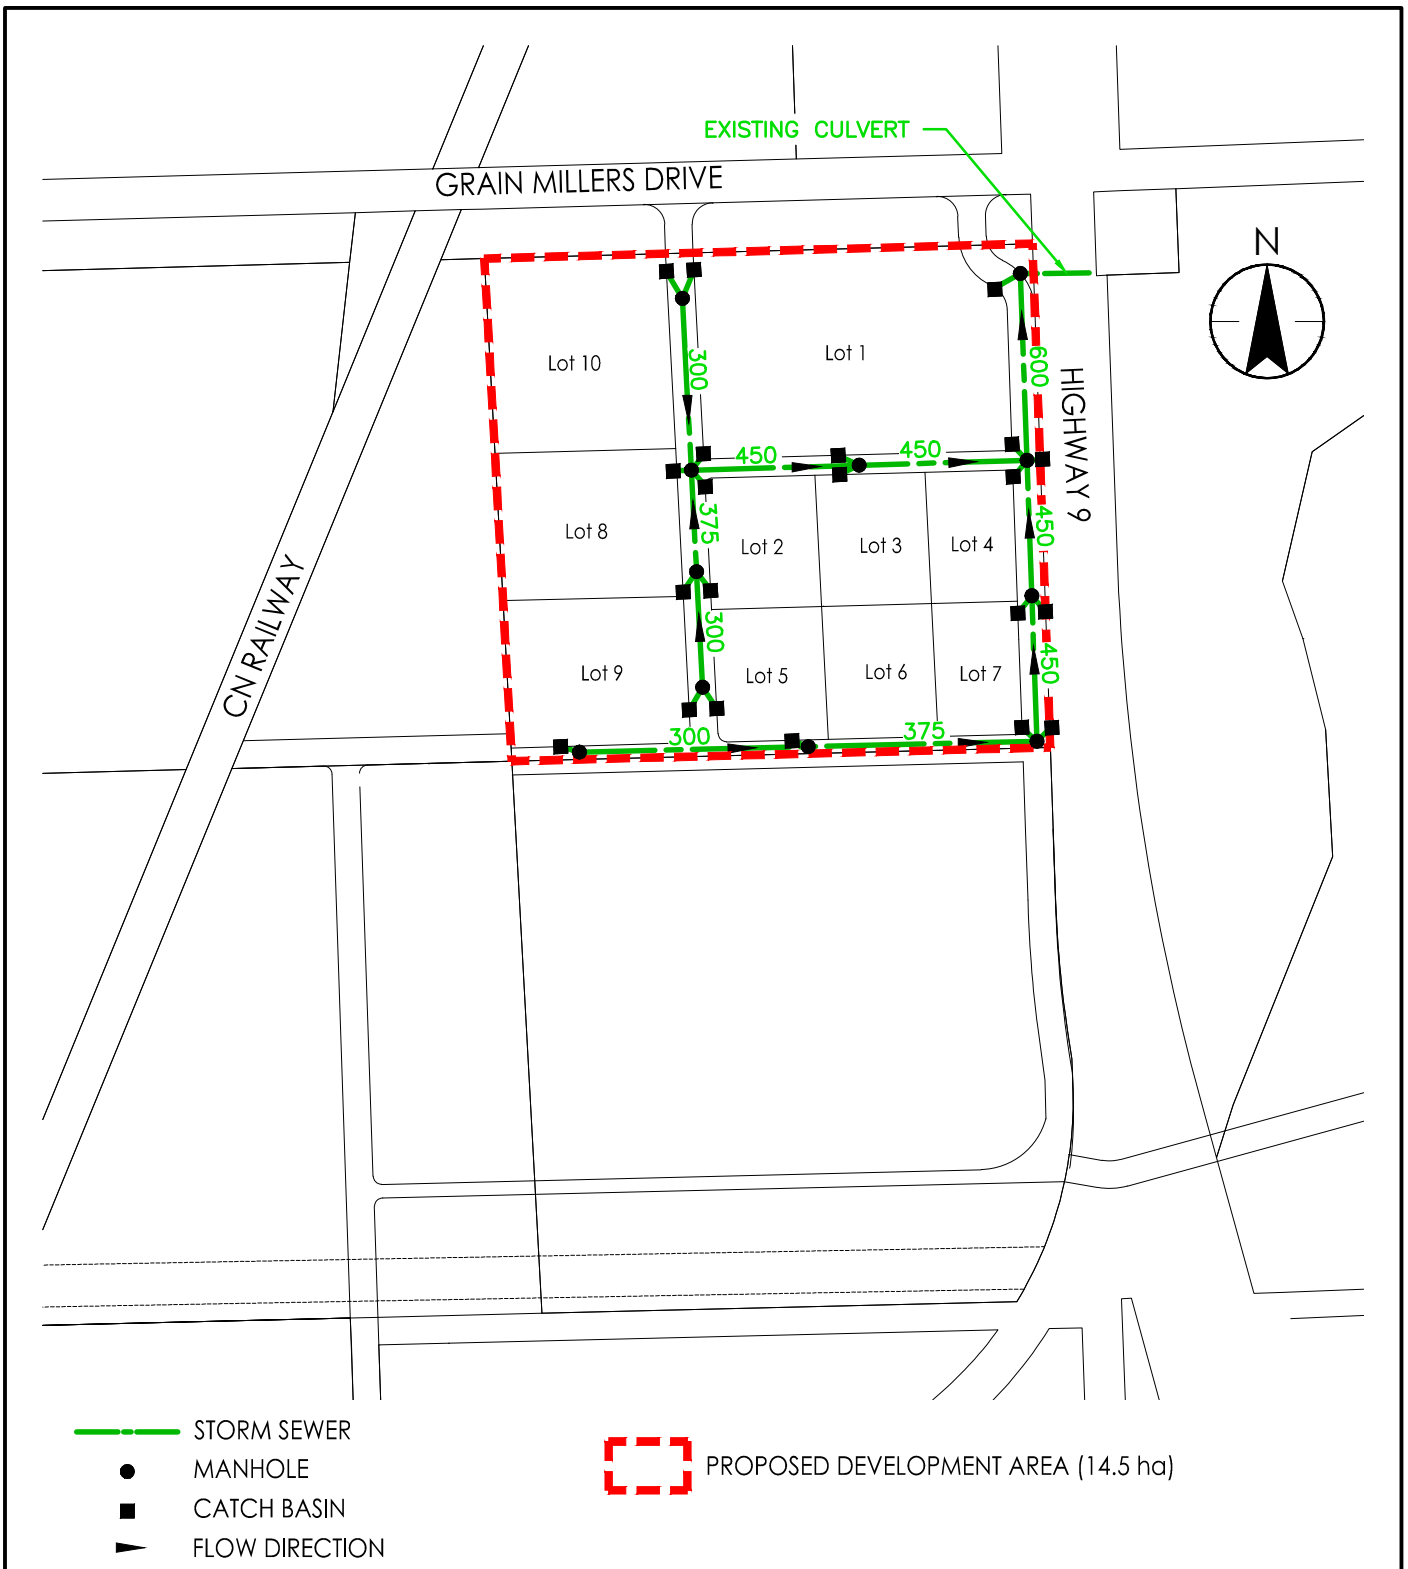 EXISTING CULVERT
GRAIN MILLERS DRIVE
N
Lot 10
300
Lot 1
600
HIGHWAY 9
450
450
375
450
Lot 8
Lot 2
Lot 3
Lot 4
CN RAILWAY
300
450
Lot 9
Lot 5
Lot 6
Lot 7
300
375
STORM SEWER
MANHOLE
CATCH BASIN
FLOW DIRECTION
PROPOSED DEVELOPMENT AREA (14.5 ha)